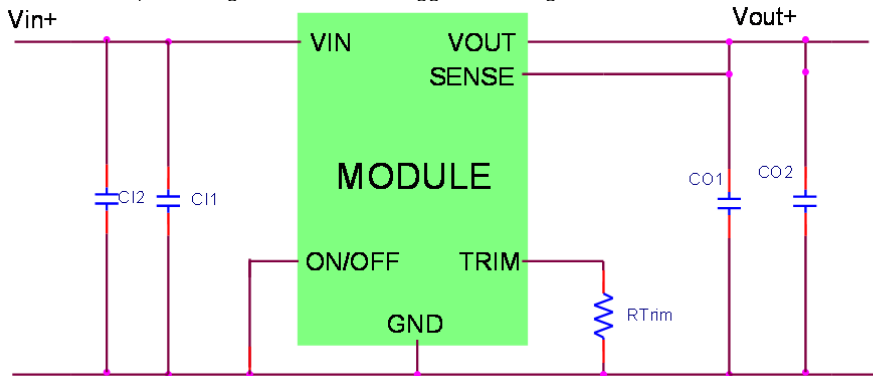 Vin+
Vout+
VIN
VOUT
SENSE
MODULE
CI2
CI1
CO1
CO2
ON/OFF
TRIM
RTrim
GND